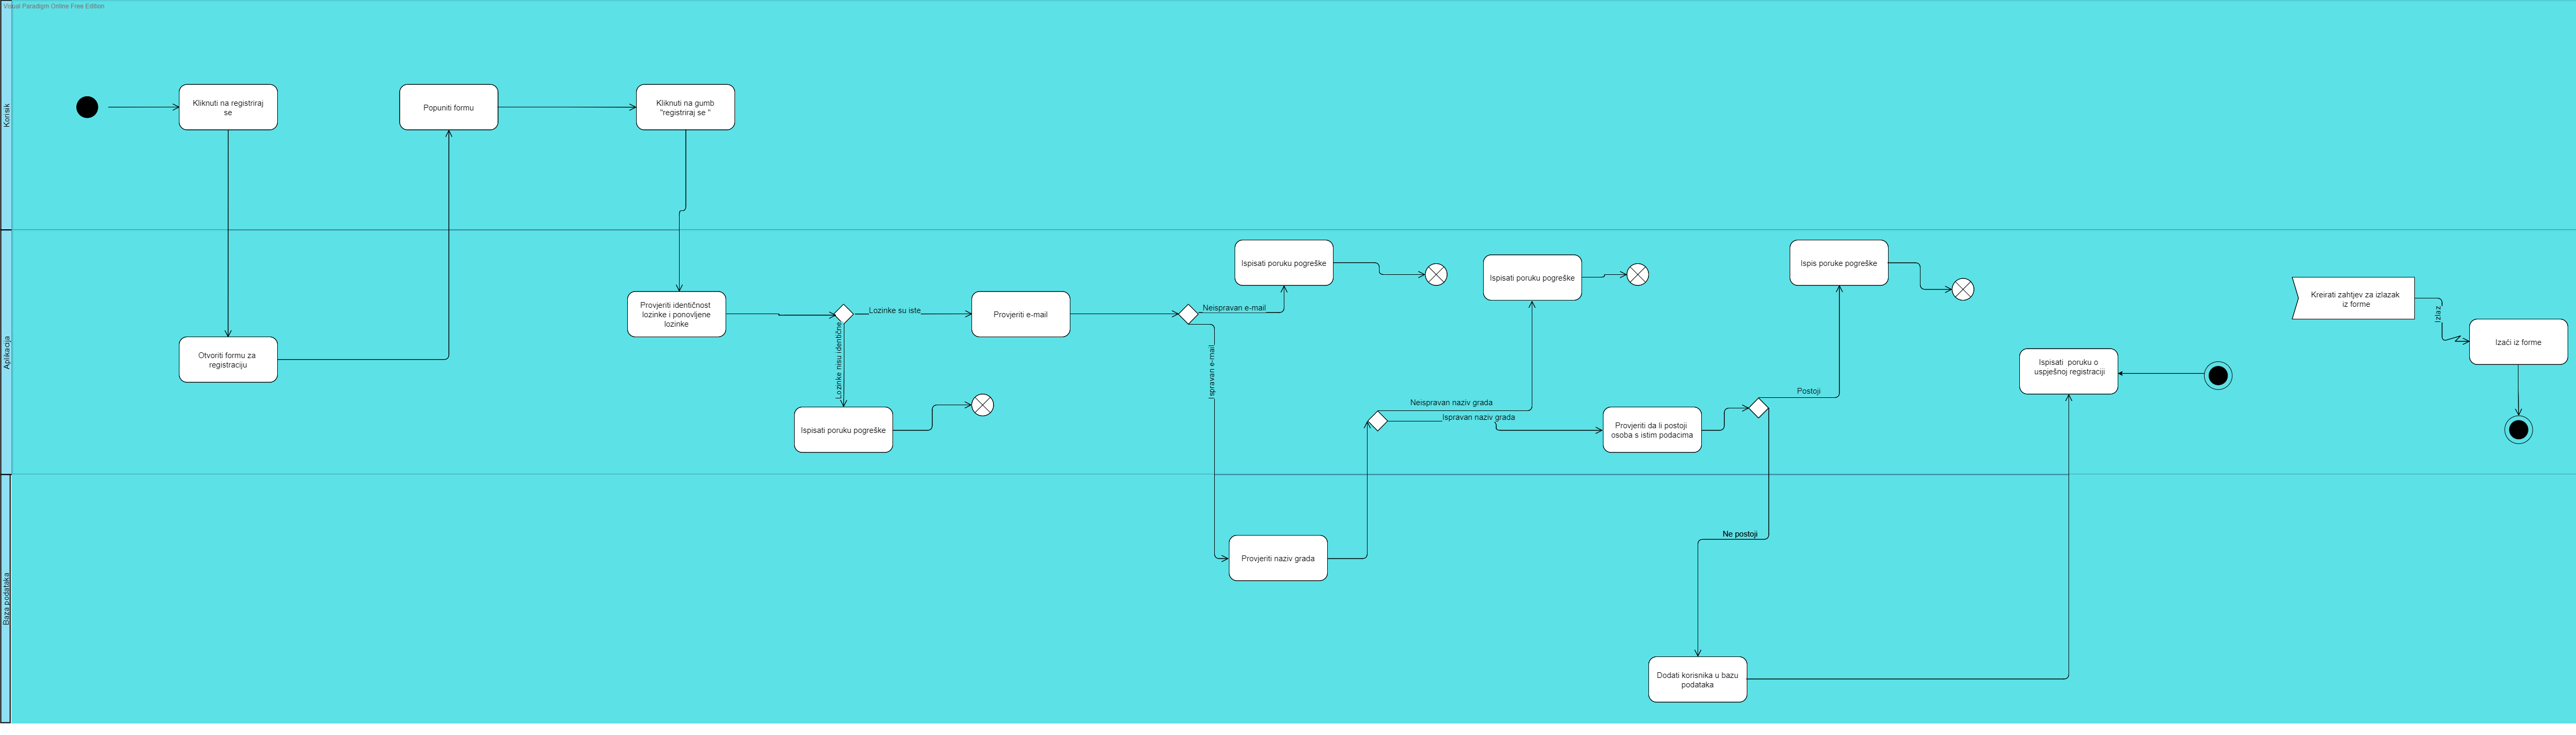 Visual Paradigm Online Free Edition
Korisik
Kliknuti na registriraj
se
Popuniti formu
Kliknuti na gumb
"registriraj se "
Aplikacija
Otvoriti formu za
registraciju
Provjeriti identičnost
lozinke i ponovljene
lozinke
Lozinke su iste
Lozinke nisu identične
Ispisati poruku pogreške
Provjeriti e-mail
Neispravan e-mail
Ispravan e-mail
Ispisati poruku pogreške
Neispravan naziv grada
Ispravan naziv grada
Ispisati poruku pogreške
Provjeriti da li postoji
osoba s istim podacima
Postoji
Ispis poruke pogreške
Ispisati  poruku o
uspješnoj registraciji
Kreirati zahtjev za izlazak
iz forme
Izlaz
Izači iz forme
Baza podataka
Provjeriti naziv grada
Ne postoji
Dodati korisnika u bazu
podataka